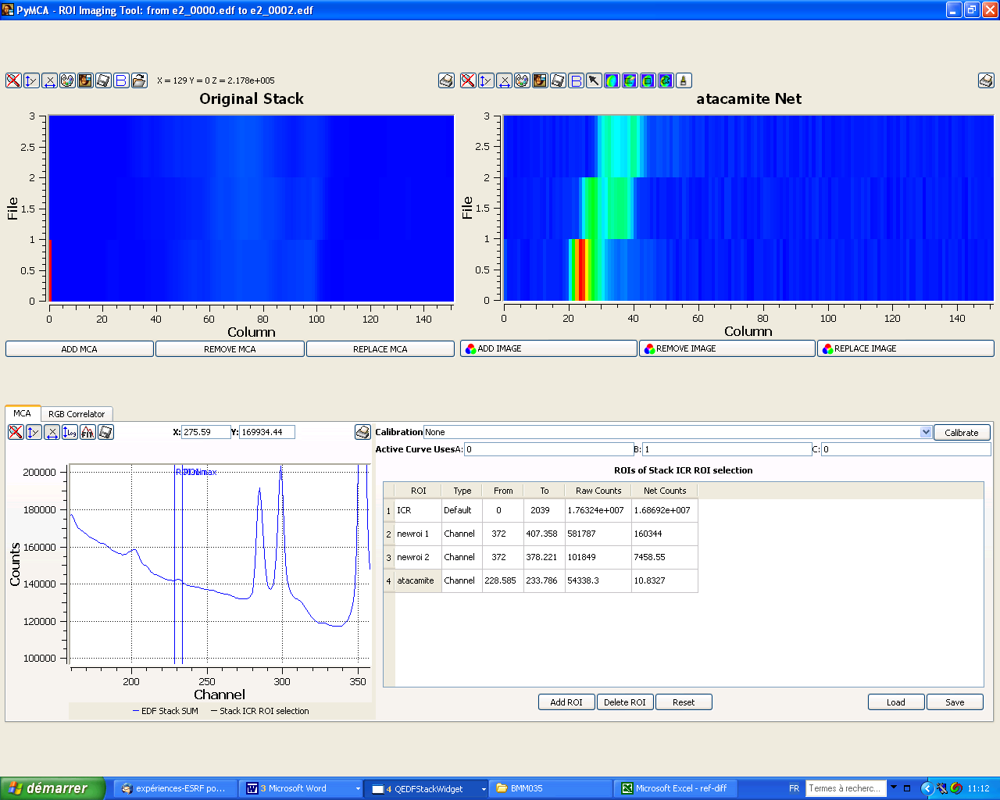 PyMCA - ROI Imaging Tool: from e2_0000.edf to e2_0002.edf
X = 129 Y = 0 Z = 2.178e+005
Original Stack
File
3
2.5
2
1.5
1
0.5
0
0 20 40 60 80 100 120 140
Column
ADD MCA REMOVE MCA REPLACE MCA
atacamite Net
File
3
2.5
2
1.5
1
0.5
0
0 20 40 60 80 100 120 140
Column
ADD IMAGE REMOVE IMAGE REPLACE IMAGE
MCA RGB Correlator
X: 275.59 Y: 169934.44
Counts
200000
180000
160000
140000
120000
100000
200 250 300 350
Channel
EDF Stack SUM Stack ICR ROI selection
Calibration None Calibrate
Active Curve Uses A: 0 B: 1 C: 0
ROIs of Stack ICR ROI selection
ROI Type From To Raw Counts Net Counts
1 ICR Default 0 2039 1.76324e+007 1.68692e+007
2 newroi 1 Channel 372 407.358 581787 160344
3 newroi 2 Channel 372 378.221 101849 7458.55
4 atacamite Channel 228.585 233.786 54338.3 10.8327
Add ROI Delete ROI Reset Load Save
démarrer expériences-ESRF po... 3 Microsoft Word 4 QEDFStackWidget BMM035 Microsoft Excel - ref-diff FR Termes à recherc... 11:12